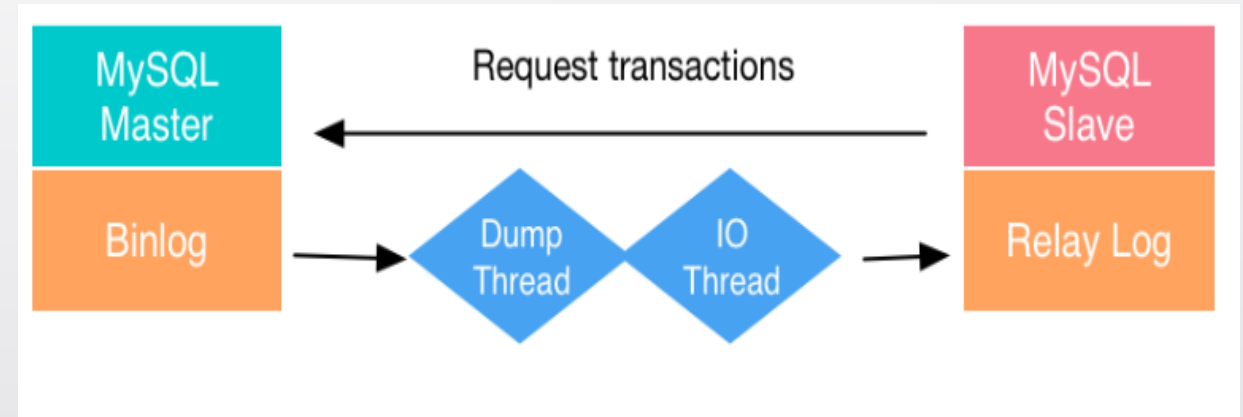 MySQL
Master
Request transactions
MySQL
Slave
Binlog
Dump
Thread
IO
Thread
Relay Log